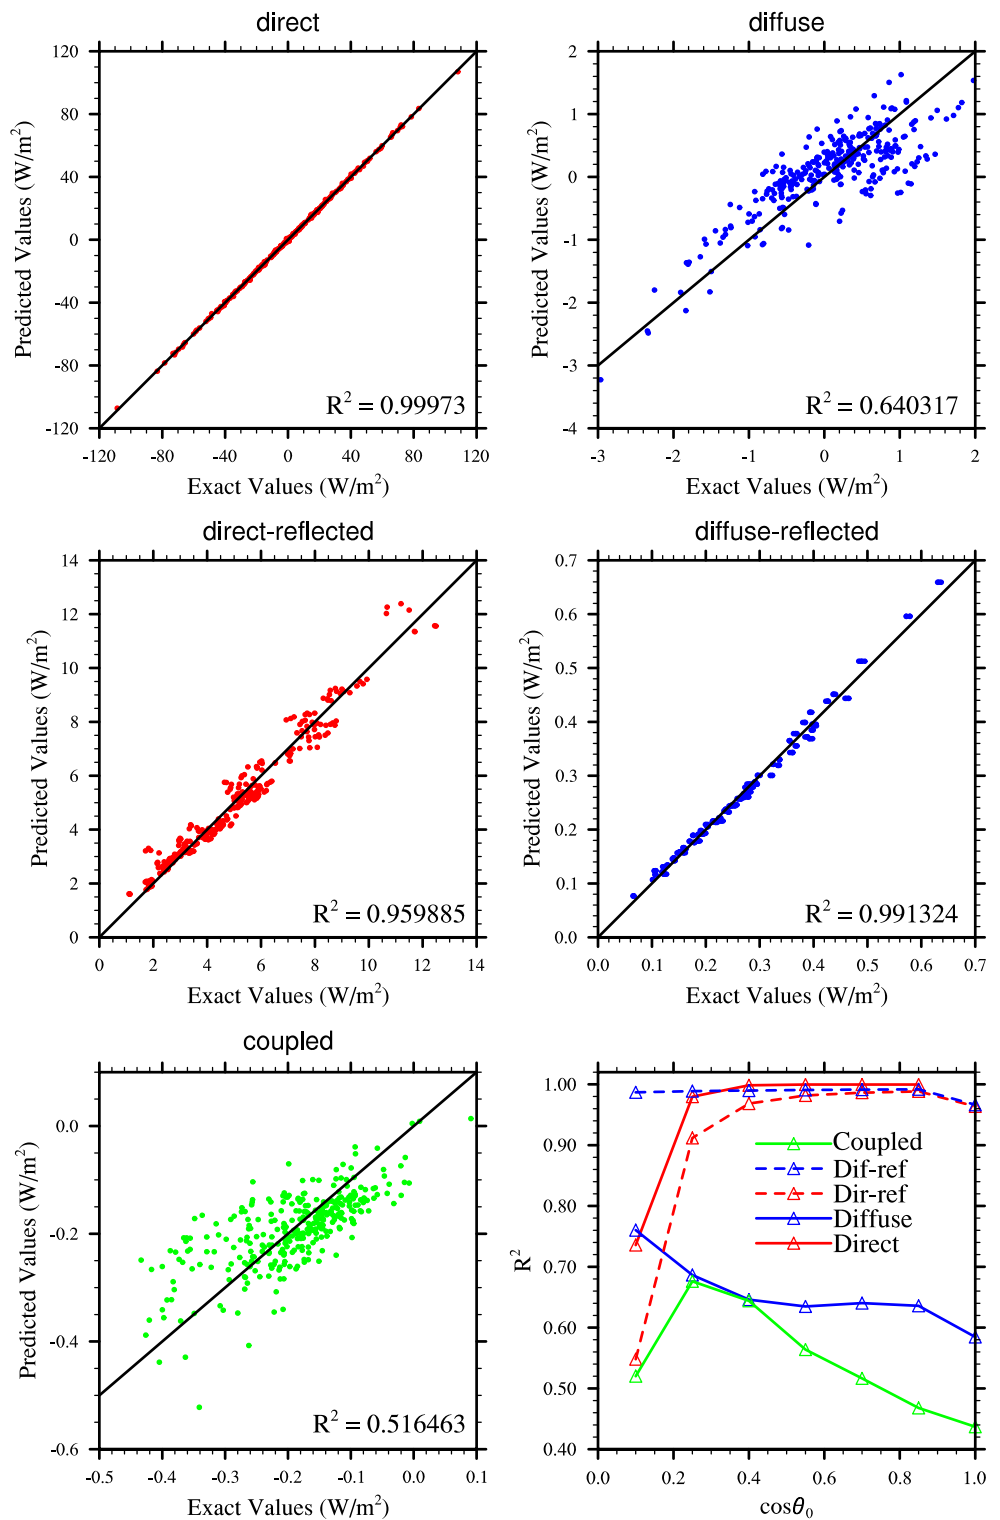 direct
120
80
40
0
-40
-80
-120
-120 -80 -40 0 40 80 120
Predicted Values (W/m²)
Exact Values (W/m²)
R² = 0.99973
diffuse
2
1
0
-1
-2
-3
-4
-3 -2 -1 0 1 2
Predicted Values (W/m²)
Exact Values (W/m²)
R² = 0.640317
direct-reflected
14
12
10
8
6
4
2
0
0 2 4 6 8 10 12 14
Predicted Values (W/m²)
Exact Values (W/m²)
R² = 0.959885
diffuse-reflected
0.7
0.6
0.5
0.4
0.3
0.2
0.1
0.0
0.0 0.1 0.2 0.3 0.4 0.5 0.6 0.7
Predicted Values (W/m²)
Exact Values (W/m²)
R² = 0.991324
coupled
0.0
-0.2
-0.4
-0.6
-0.5 -0.4 -0.3 -0.2 -0.1 0.0 0.1
Predicted Values (W/m²)
Exact Values (W/m²)
R² = 0.516463
1.00
0.90
0.80
0.70
0.60
0.50
0.40
0.0 0.2 0.4 0.6 0.8 1.0
R²
cosθ₀
Coupled
Dif-ref
Dir-ref
Diffuse
Direct